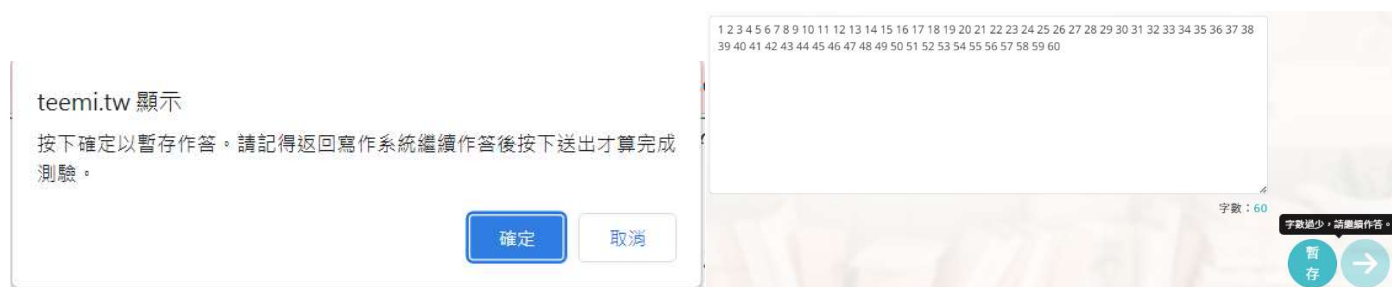 teemi.tw 顯示
按下確定以暫存作答。請記得返回寫作系統繼續作答後按下送出才算完成
測驗。
確定
取消
1 2 3 4 5 6 7 8 9 10 11 12 13 14 15 16 17 18 19 20 21 22 23 24 25 26 27 28 29 30 31 32 33 34 35 36 37 38
39 40 41 42 43 44 45 46 47 48 49 50 51 52 53 54 55 56 57 58 59 60
字數：60
字數過少，請繼續作答。
暫
存